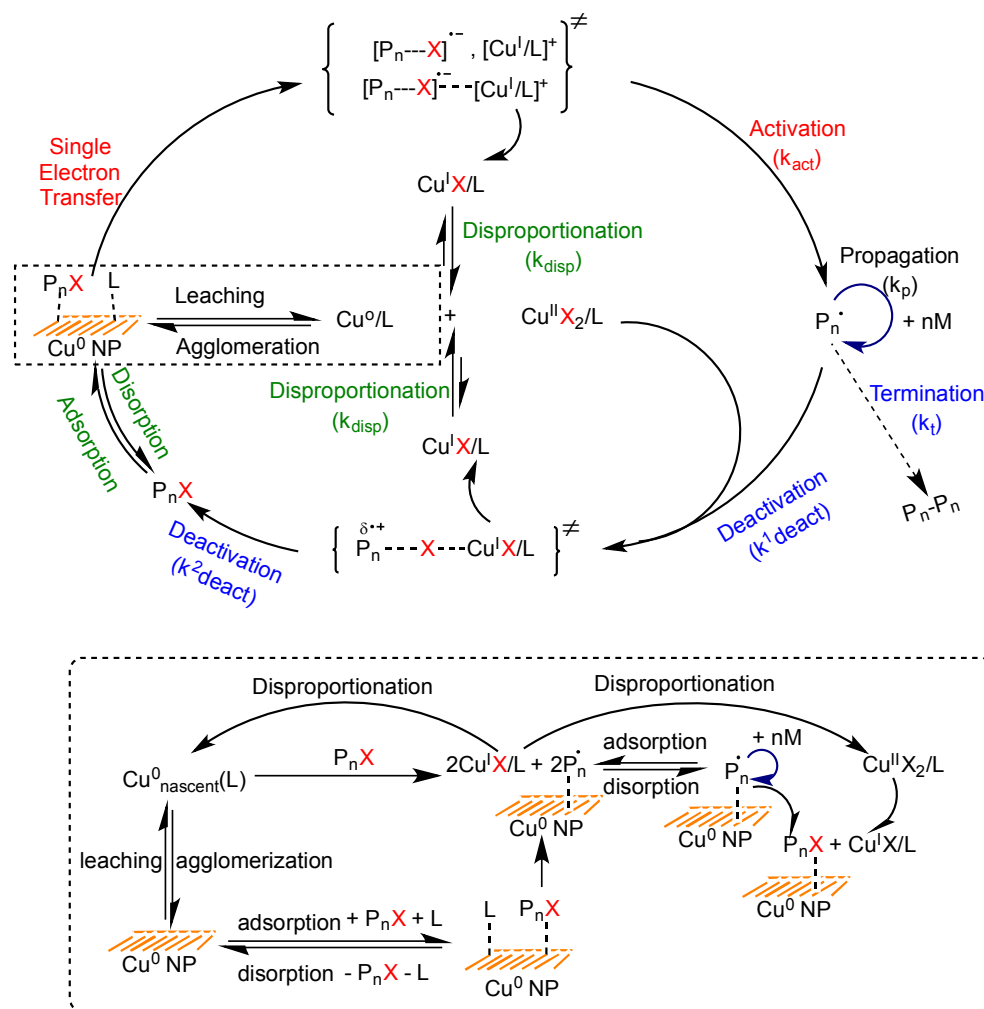 [Pn---X]•− , [CuI/L]+
≠
[Pn---X]•−---[CuI/L]+
Single
Electron
Transfer
Activation
(kact)
CuIX/L
Disproportionation
(kdisp)
Propagation
(kp)
PnX L
Leaching
Cuo/L
+
CuIIX2/L
Pn•
+ nM
Cu0 NP
Agglomeration
Disproportionation
(kdisp)
Termination
(kt)
Disorption
Adsorption
CuIX/L
PnX
Pn-Pn
Deactivation
(k1deact)
δ•+
≠
Pn---X---CuIX/L
Deactivation
(k2deact)
Disproportionation
Disproportionation
Cu0nascent(L)
PnX
2CuIX/L + 2Pn•
adsorption
disorption
Pn•
+ nM
CuIIX2/L
Cu0 NP
Cu0 NP
PnX + CuIX/L
leaching
agglomerization
Cu0 NP
L PnX
adsorption + PnX + L
disorption - PnX - L
Cu0 NP
Cu0 NP